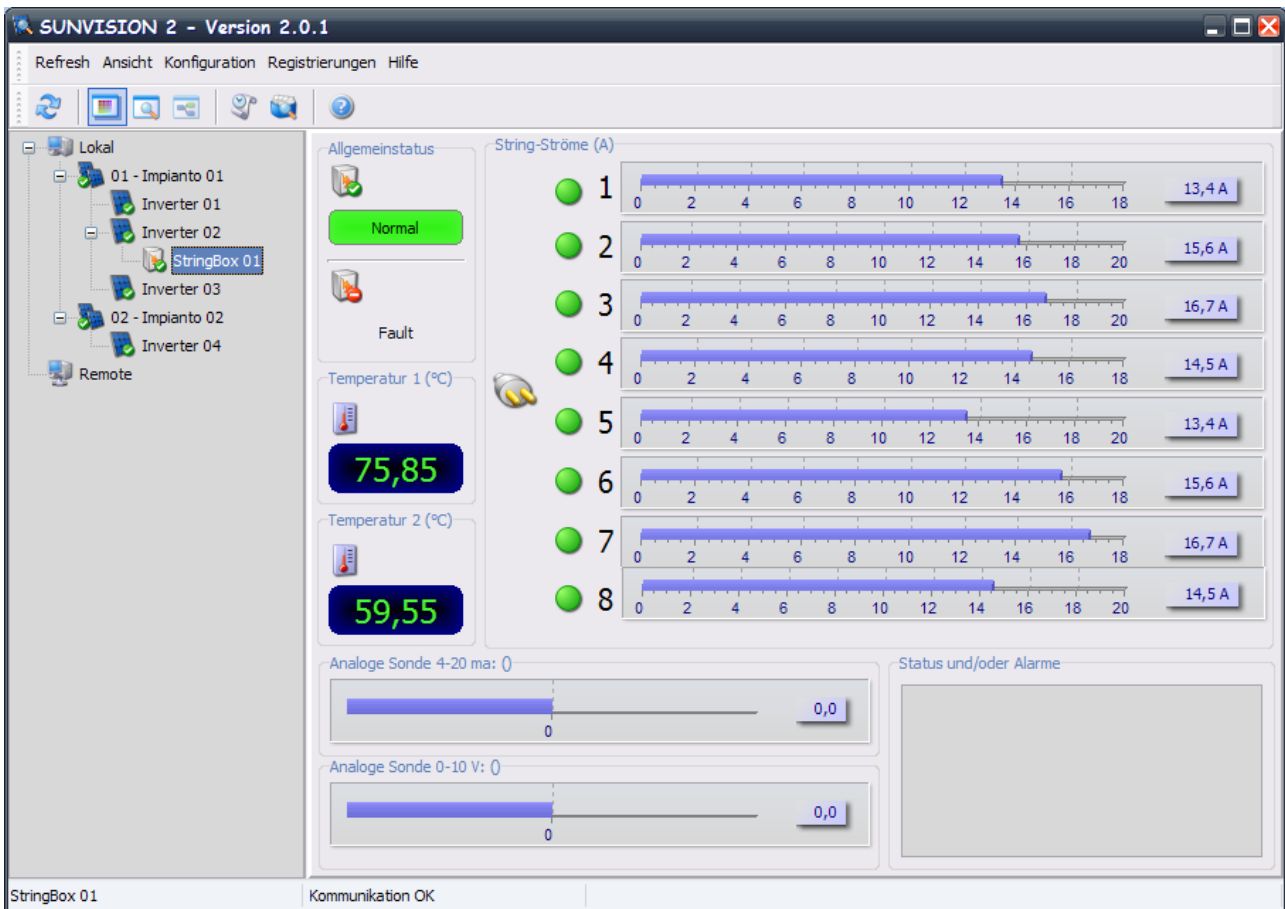 SUNVISION 2 - Version 2.0.1
Refresh Ansicht Konfiguration Registrierungen Hilfe
Lokal
01 - Impianto 01
Inverter 01
Inverter 02
StringBox 01
Inverter 03
02 - Impianto 02
Inverter 04
Remote
Allgemeinstatus
Normal
Fault
Temperatur 1 (°C)
75,85
Temperatur 2 (°C)
59,55
String-Ströme (A)
1 13,4 A
0 2 4 6 8 10 12 14 16 18
2 15,6 A
0 2 4 6 8 10 12 14 16 18 20
3 16,7 A
0 2 4 6 8 10 12 14 16 18 20
4 14,5 A
0 2 4 6 8 10 12 14 16 18
5 13,4 A
0 2 4 6 8 10 12 14 16 18 20
6 15,6 A
0 2 4 6 8 10 12 14 16 18
7 16,7 A
0 2 4 6 8 10 12 14 16 18
8 14,5 A
0 2 4 6 8 10 12 14 16 18 20
Analoge Sonde 4-20 ma: ()
0,0
0
Analoge Sonde 0-10 V: ()
0,0
0
Status und/oder Alarme
StringBox 01 Kommunikation OK